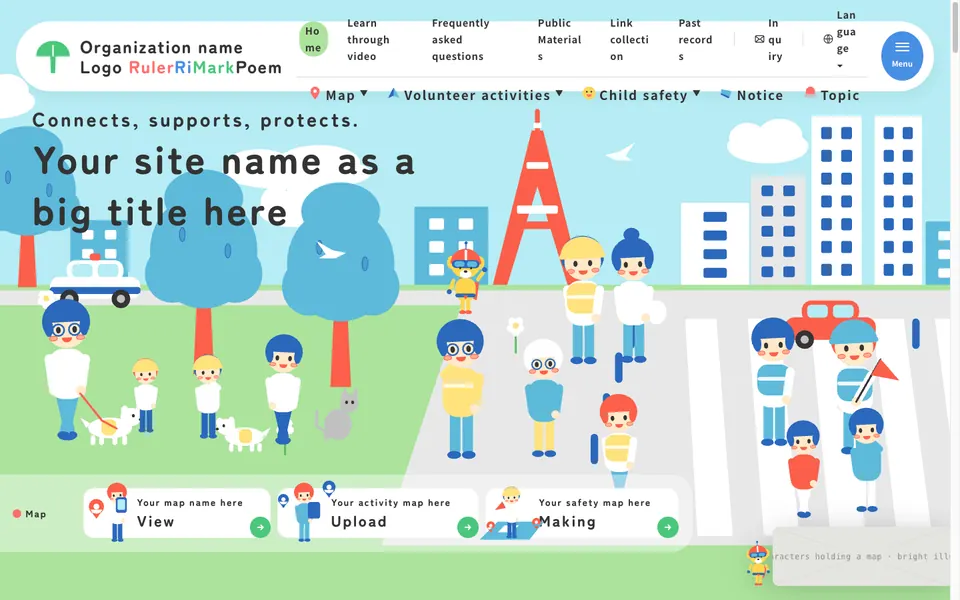 Organization name
Logo RulerRiMarkPoem
Ho
me
Learn
through
video
Frequently
asked
questions
Public
Material
s
Link
collecti
on
Past
record
s
In
qu
iry
Lan
gua
ge
Menu
Map
Volunteer activities
Child safety
Notice
Topic
Connects, supports, protects.
Your site name as a
big title here
Map
Your map name here
View
Your activity map here
Upload
Your safety map here
Making
racters holding a map · bright ill